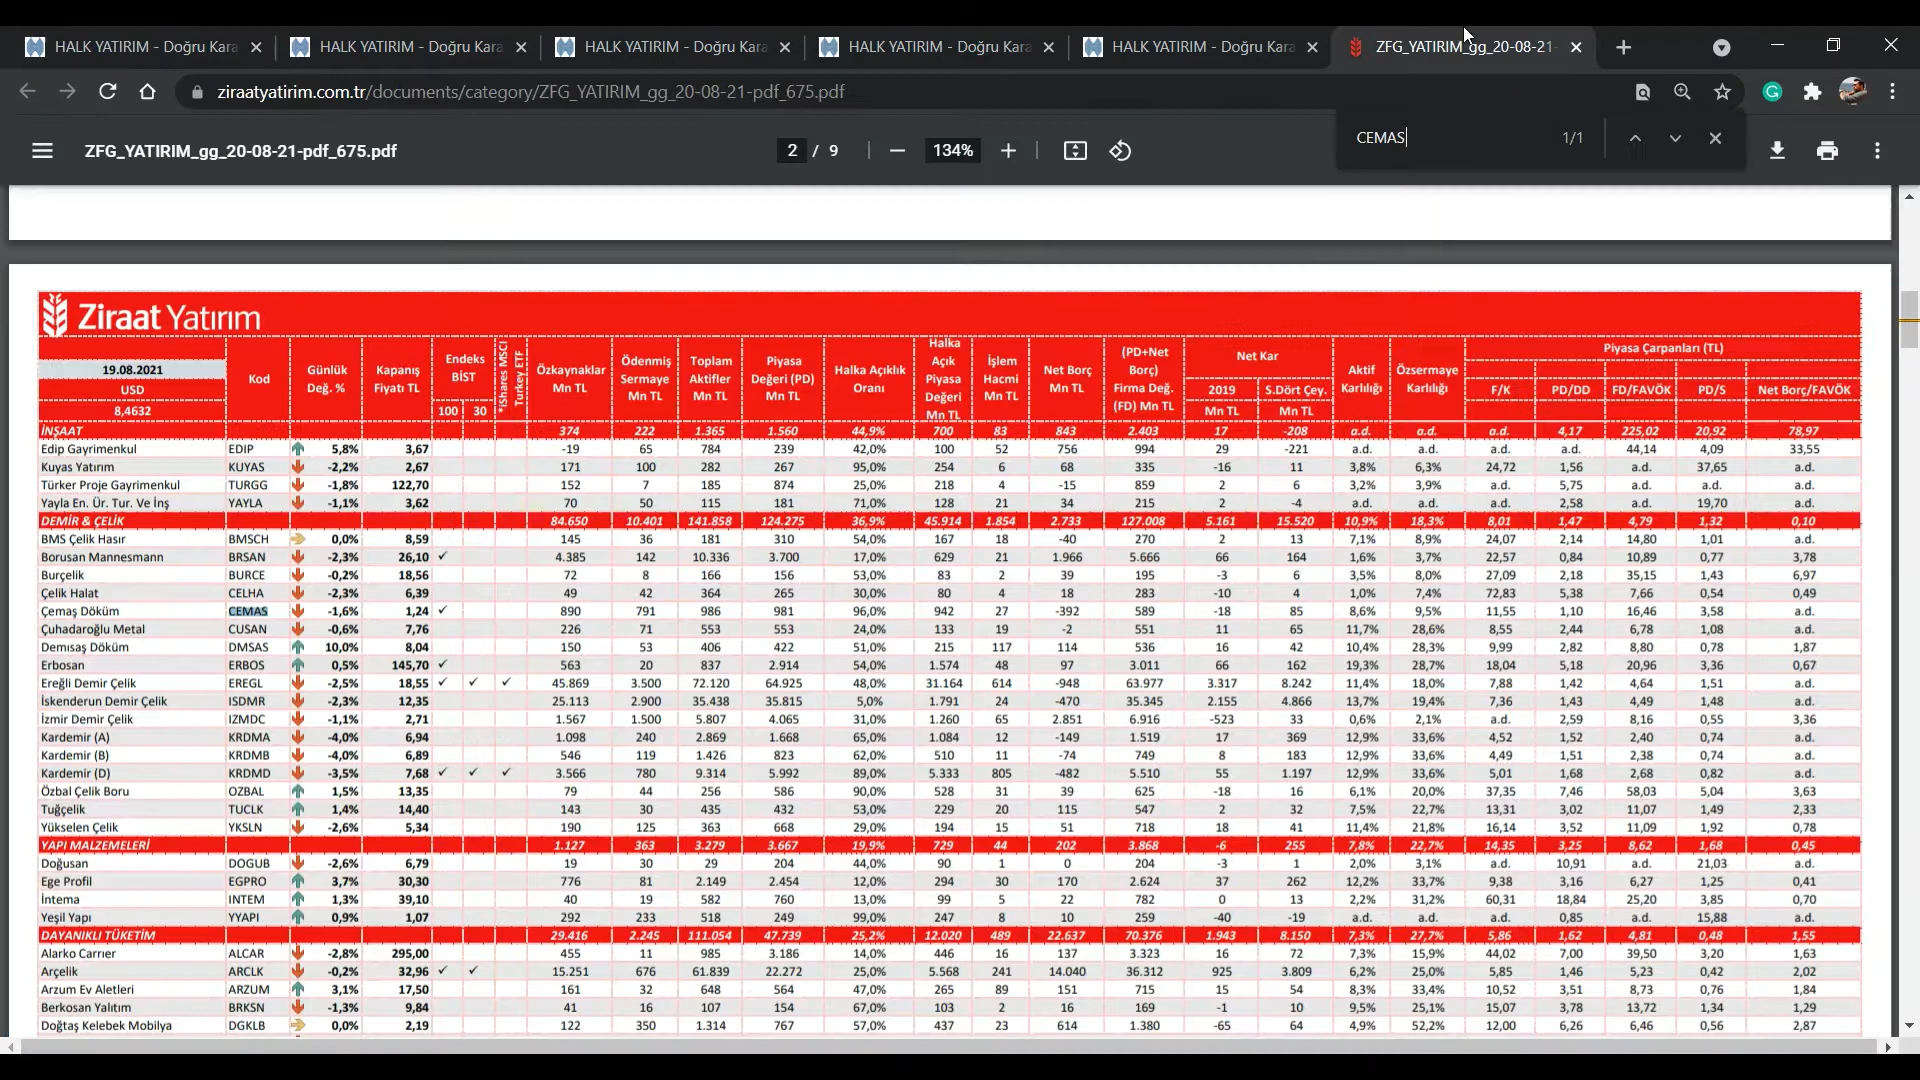 HALK YATIRIM - Doğru Kara
HALK YATIRIM - Doğru Kara
HALK YATIRIM - Doğru Kara
HALK YATIRIM - Doğru Kara
HALK YATIRIM - Doğru Kara
ZFG_YATIRIM_gg_20-08-21-
ziraatyatirim.com.tr/documents/category/ZFG_YATIRIM_gg_20-08-21-pdf_675.pdf
ZFG_YATIRIM_gg_20-08-21-pdf_675.pdf
2 / 9
134%
CEMAS 1/1
Ziraat Yatırım
19.08.2021
USD
8,4632
Kod
Günlük Değ. %
Kapanış Fiyatı TL
Endeks BİST
100 30
*iShares MSCI Turkey ETF
Özkaynaklar Mn TL
Ödenmiş Sermaye Mn TL
Toplam Aktifler Mn TL
Piyasa Değeri (PD) Mn TL
Halka Açıklık Oranı
Halka Açık Piyasa Değeri Mn TL
İşlem Hacmi Mn TL
Net Borç Mn TL
(PD+Net Borç) Firma Değ. (FD) Mn TL
Net Kar
2019 Mn TL
S.Dört Çey. Mn TL
Aktif Karlılığı
Özsermaye Karlılığı
Piyasa Çarpanları (TL)
F/K PD/DD FD/FAVÖK PD/S Net Borç/FAVÖK
İNŞAAT 374 222 1.365 1.560 44,9% 700 83 843 2.403 17 -208 a.d. a.d. a.d. 4,17 225,02 20,92 78,97
Edip Gayrimenkul EDIP 5,8% 3,67 -19 65 784 239 42,0% 100 52 756 994 29 -221 a.d. a.d. a.d. a.d. 44,14 4,09 33,55
Kuyas Yatırım KUYAS -2,2% 2,67 171 100 282 267 95,0% 254 6 68 335 -16 11 3,8% 6,3% 24,72 1,56 a.d. 37,65 a.d.
Türker Proje Gayrimenkul TURGG -1,8% 122,70 152 7 185 874 25,0% 218 4 -15 859 2 6 3,2% 3,9% a.d. 5,75 a.d. a.d. a.d.
Yayla En. Ür. Tur. Ve İnş YAYLA -1,1% 3,62 70 50 115 181 71,0% 128 21 34 215 2 -4 a.d. a.d. a.d. 2,58 a.d. 19,70 a.d.
DEMİR & ÇELİK 84.650 10.401 141.858 124.275 36,9% 45.914 1.854 2.733 127.008 5.161 15.520 10,9% 18,3% 8,01 1,47 4,79 1,32 0,10
BMS Çelik Hasır BMSCH 0,0% 8,59 145 36 181 310 54,0% 167 18 -40 270 2 13 7,1% 8,9% 24,07 2,14 14,80 1,01 a.d.
Borusan Mannesmann BRSAN -2,3% 26,10 ✓ 4.385 142 10.336 3.700 17,0% 629 21 1.966 5.666 66 164 1,6% 3,7% 22,57 0,84 10,89 0,77 3,78
Burçelik BURCE -0,2% 18,56 72 8 166 156 53,0% 83 2 39 195 -3 6 3,5% 8,0% 27,09 2,18 35,15 1,43 6,97
Çelik Halat CELHA -2,3% 6,39 49 42 364 265 30,0% 80 4 18 283 -10 4 1,0% 7,4% 72,83 5,38 7,66 0,54 0,49
Çemaş Döküm CEMAS -1,6% 1,24 ✓ 890 791 986 981 96,0% 942 27 -392 589 -18 85 8,6% 9,5% 11,55 1,10 16,46 3,58 a.d.
Çuhadaroğlu Metal CUSAN -0,6% 7,76 226 71 553 553 24,0% 133 19 -2 551 11 65 11,7% 28,6% 8,55 2,44 6,78 1,08 a.d.
Demısaş Döküm DMSAS 10,0% 8,04 150 53 406 422 51,0% 215 117 114 536 16 42 10,4% 28,3% 9,99 2,82 8,80 0,78 1,87
Erbosan ERBOS 0,5% 145,70 ✓ 563 20 837 2.914 54,0% 1.574 48 97 3.011 66 162 19,3% 28,7% 18,04 5,18 20,96 3,36 0,67
Ereğli Demir Çelik EREGL -2,5% 18,55 ✓ ✓ ✓ 45.869 3.500 72.120 64.925 48,0% 31.164 614 -948 63.977 3.317 8.242 11,4% 18,0% 7,88 1,42 4,64 1,51 a.d.
İskenderun Demir Çelik ISDMR -2,3% 12,35 25.113 2.900 35.438 35.815 5,0% 1.791 24 -470 35.345 2.155 4.866 13,7% 19,4% 7,36 1,43 4,49 1,48 a.d.
İzmir Demir Çelik IZMDC -1,1% 2,71 1.567 1.500 5.807 4.065 31,0% 1.260 65 2.851 6.916 -523 33 0,6% 2,1% a.d. 2,59 8,16 0,55 3,36
Kardemir (A) KRDMA -4,0% 6,94 1.098 240 2.869 1.668 65,0% 1.084 12 -149 1.519 17 369 12,9% 33,6% 4,52 1,52 2,40 0,74 a.d.
Kardemir (B) KRDMB -4,0% 6,89 546 119 1.426 823 62,0% 510 11 -74 749 8 183 12,9% 33,6% 4,49 1,51 2,38 0,74 a.d.
Kardemir (D) KRDMD -3,5% 7,68 ✓ ✓ ✓ 3.566 780 9.314 5.992 89,0% 5.333 805 -482 5.510 55 1.197 12,9% 33,6% 5,01 1,68 2,68 0,82 a.d.
Özbal Çelik Boru OZBAL 1,5% 13,35 79 44 256 586 90,0% 528 31 39 625 -18 16 6,1% 20,0% 37,35 7,46 58,03 5,04 3,63
Tuğçelik TUCLK 1,4% 14,40 143 30 435 432 53,0% 229 20 115 547 2 32 7,5% 22,7% 13,31 3,02 11,07 1,49 2,33
Yükselen Çelik YKSLN -2,6% 5,34 190 125 363 668 29,0% 194 15 51 718 18 41 11,4% 21,8% 16,14 3,52 11,09 1,92 0,78
YAPI MALZEMELERİ 1.127 363 3.279 3.667 19,9% 729 44 202 3.868 -6 255 7,8% 22,7% 14,35 3,25 8,62 1,68 0,45
Doğusan DOGUB -2,6% 6,79 19 30 29 204 44,0% 90 1 0 204 -3 1 2,0% 3,1% a.d. 10,91 a.d. 21,03 a.d.
Ege Profil EGPRO 3,7% 30,30 776 81 2.149 2.454 12,0% 294 30 170 2.624 37 262 12,2% 33,7% 9,38 3,16 6,27 1,25 0,41
İntema INTEM 1,3% 39,10 40 19 582 760 13,0% 99 5 22 782 0 13 2,2% 31,2% 60,31 18,84 25,20 3,85 0,70
Yeşil Yapı YYAPI 0,9% 1,07 292 233 518 249 99,0% 247 8 10 259 -40 -19 a.d. a.d. a.d. 0,85 a.d. 15,88 a.d.
DAYANIKLI TÜKETİM 29.416 2.245 111.054 47.739 25,2% 12.020 489 22.637 70.376 1.943 8.150 7,3% 27,7% 5,86 1,62 4,81 0,48 1,55
Alarko Carrıer ALCAR -2,8% 295,00 455 11 985 3.186 14,0% 446 16 137 3.323 16 72 7,3% 15,9% 44,02 7,00 39,50 3,20 1,63
Arçelik ARCLK -0,2% 32,96 ✓ ✓ 15.251 676 61.839 22.272 25,0% 5.568 241 14.040 36.312 925 3.809 6,2% 25,0% 5,85 1,46 5,23 0,42 2,02
Arzum Ev Aletleri ARZUM 3,1% 17,50 161 32 648 564 47,0% 265 89 151 715 15 54 8,3% 33,4% 10,52 3,51 8,73 0,76 1,84
Berkosan Yalıtım BRKSN -1,3% 9,84 41 16 107 154 67,0% 103 2 16 169 -1 10 9,5% 25,1% 15,07 3,78 13,72 1,34 1,29
Doğtaş Kelebek Mobilya DGKLB 0,0% 2,19 122 350 1.314 767 57,0% 437 23 614 1.380 -65 64 4,9% 52,2% 12,00 6,26 6,46 0,56 2,87